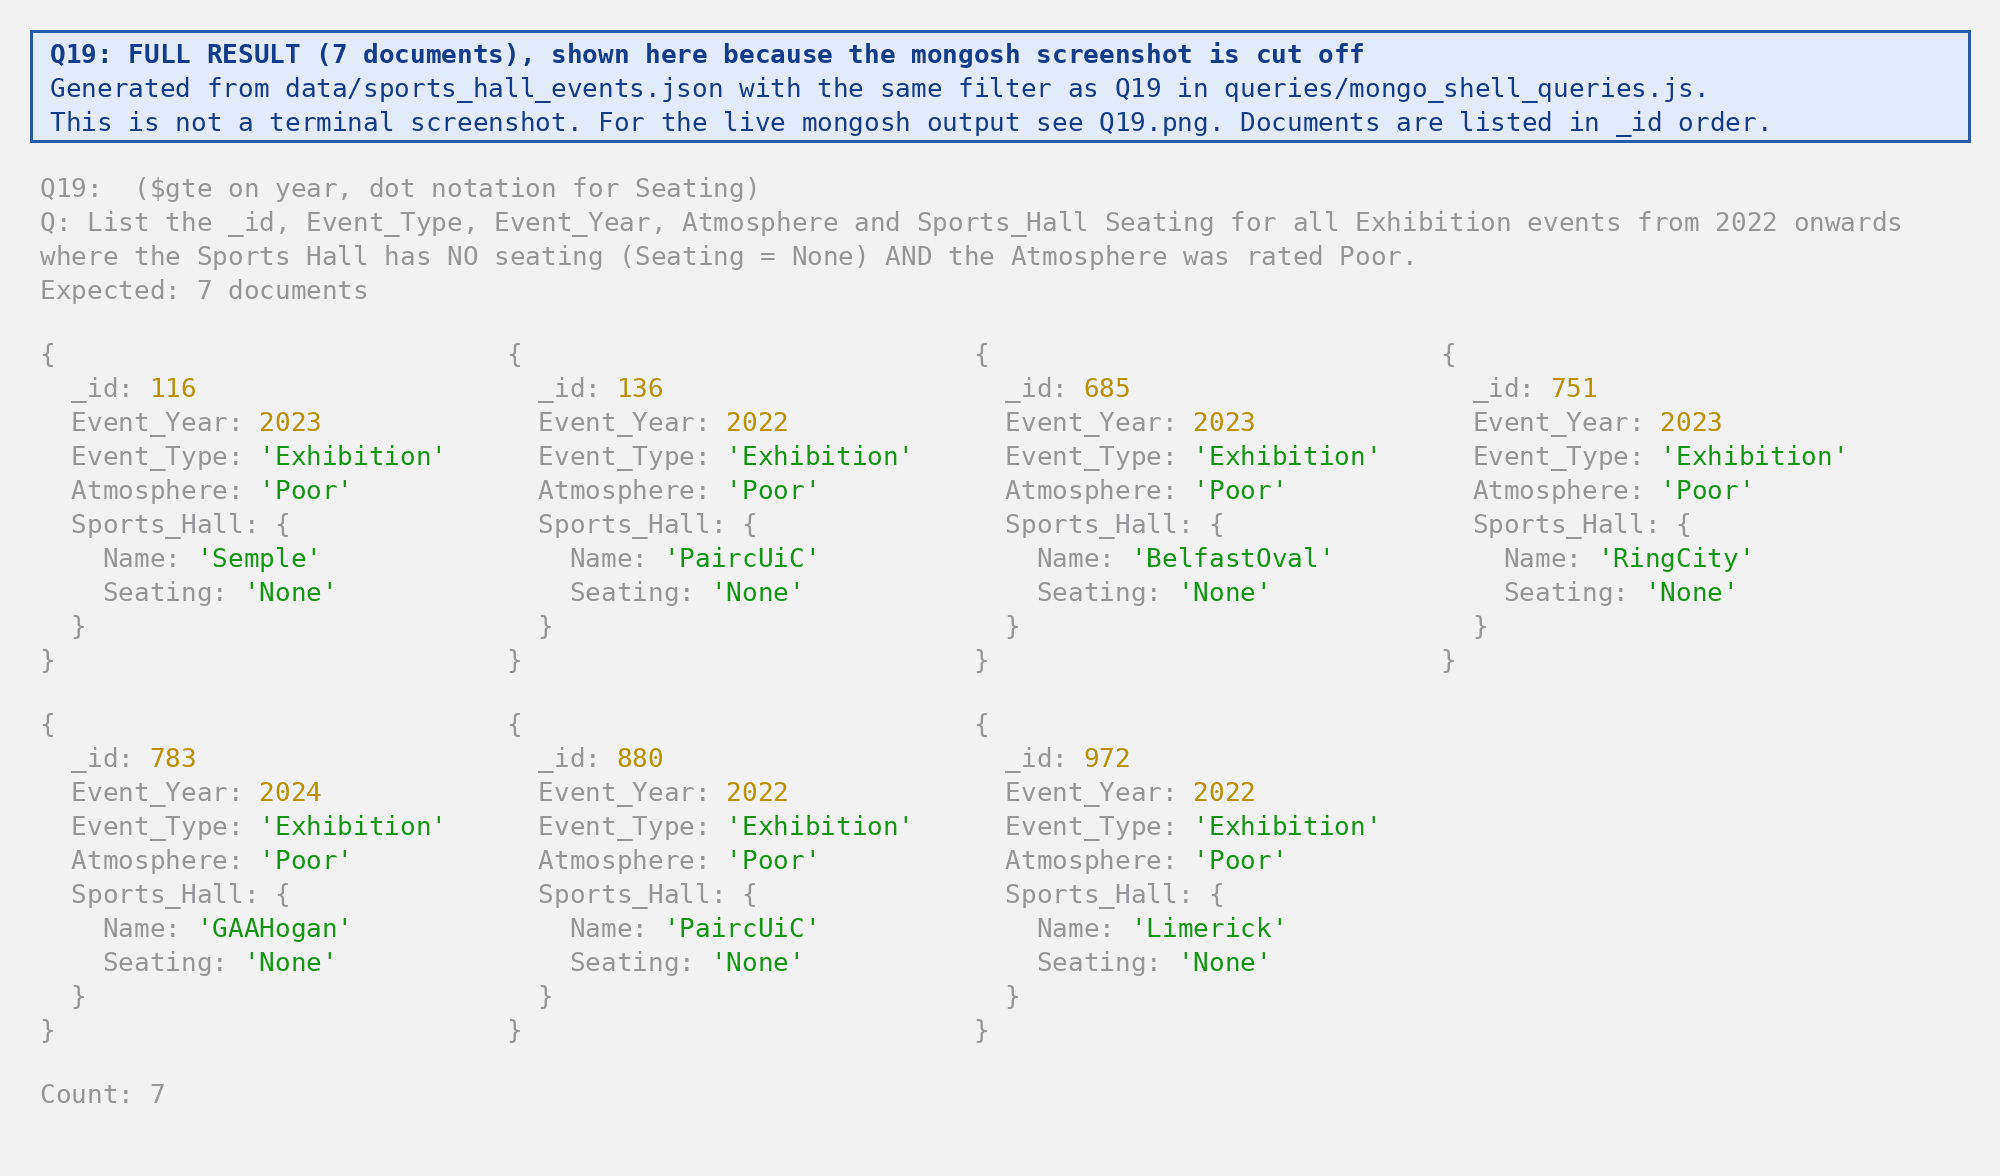 Q19: FULL RESULT (7 documents), shown here because the mongosh screenshot is cut off
Generated from data/sports_hall_events.json with the same filter as Q19 in queries/mongo_shell_queries.js.
This is not a terminal screenshot. For the live mongosh output see Q19.png. Documents are listed in _id order.
Q19:  ($gte on year, dot notation for Seating)
Q: List the _id, Event_Type, Event_Year, Atmosphere and Sports_Hall Seating for all Exhibition events from 2022 onwards
where the Sports Hall has NO seating (Seating = None) AND the Atmosphere was rated Poor.
Expected: 7 documents
{
  _id: 116
  Event_Year: 2023
  Event_Type: 'Exhibition'
  Atmosphere: 'Poor'
  Sports_Hall: {
    Name: 'Semple'
    Seating: 'None'
  }
}
{
  _id: 136
  Event_Year: 2022
  Event_Type: 'Exhibition'
  Atmosphere: 'Poor'
  Sports_Hall: {
    Name: 'PaircUiC'
    Seating: 'None'
  }
}
{
  _id: 685
  Event_Year: 2023
  Event_Type: 'Exhibition'
  Atmosphere: 'Poor'
  Sports_Hall: {
    Name: 'BelfastOval'
    Seating: 'None'
  }
}
{
  _id: 751
  Event_Year: 2023
  Event_Type: 'Exhibition'
  Atmosphere: 'Poor'
  Sports_Hall: {
    Name: 'RingCity'
    Seating: 'None'
  }
}
{
  _id: 783
  Event_Year: 2024
  Event_Type: 'Exhibition'
  Atmosphere: 'Poor'
  Sports_Hall: {
    Name: 'GAAHogan'
    Seating: 'None'
  }
}
{
  _id: 880
  Event_Year: 2022
  Event_Type: 'Exhibition'
  Atmosphere: 'Poor'
  Sports_Hall: {
    Name: 'PaircUiC'
    Seating: 'None'
  }
}
{
  _id: 972
  Event_Year: 2022
  Event_Type: 'Exhibition'
  Atmosphere: 'Poor'
  Sports_Hall: {
    Name: 'Limerick'
    Seating: 'None'
  }
}
Count: 7